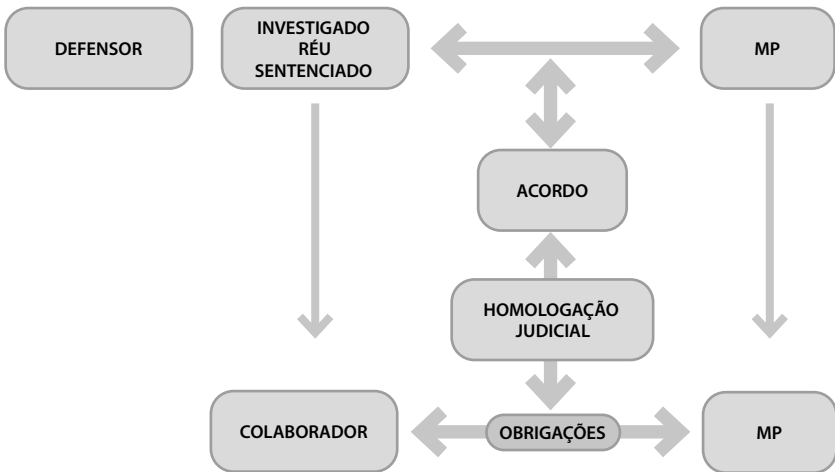 DEFENSOR
INVESTIGADO
RÉU
SENTENCIADO
MP
ACORDO
HOMOLOGAÇÃO
JUDICIAL
COLABORADOR
OBRIGAÇÕES
MP